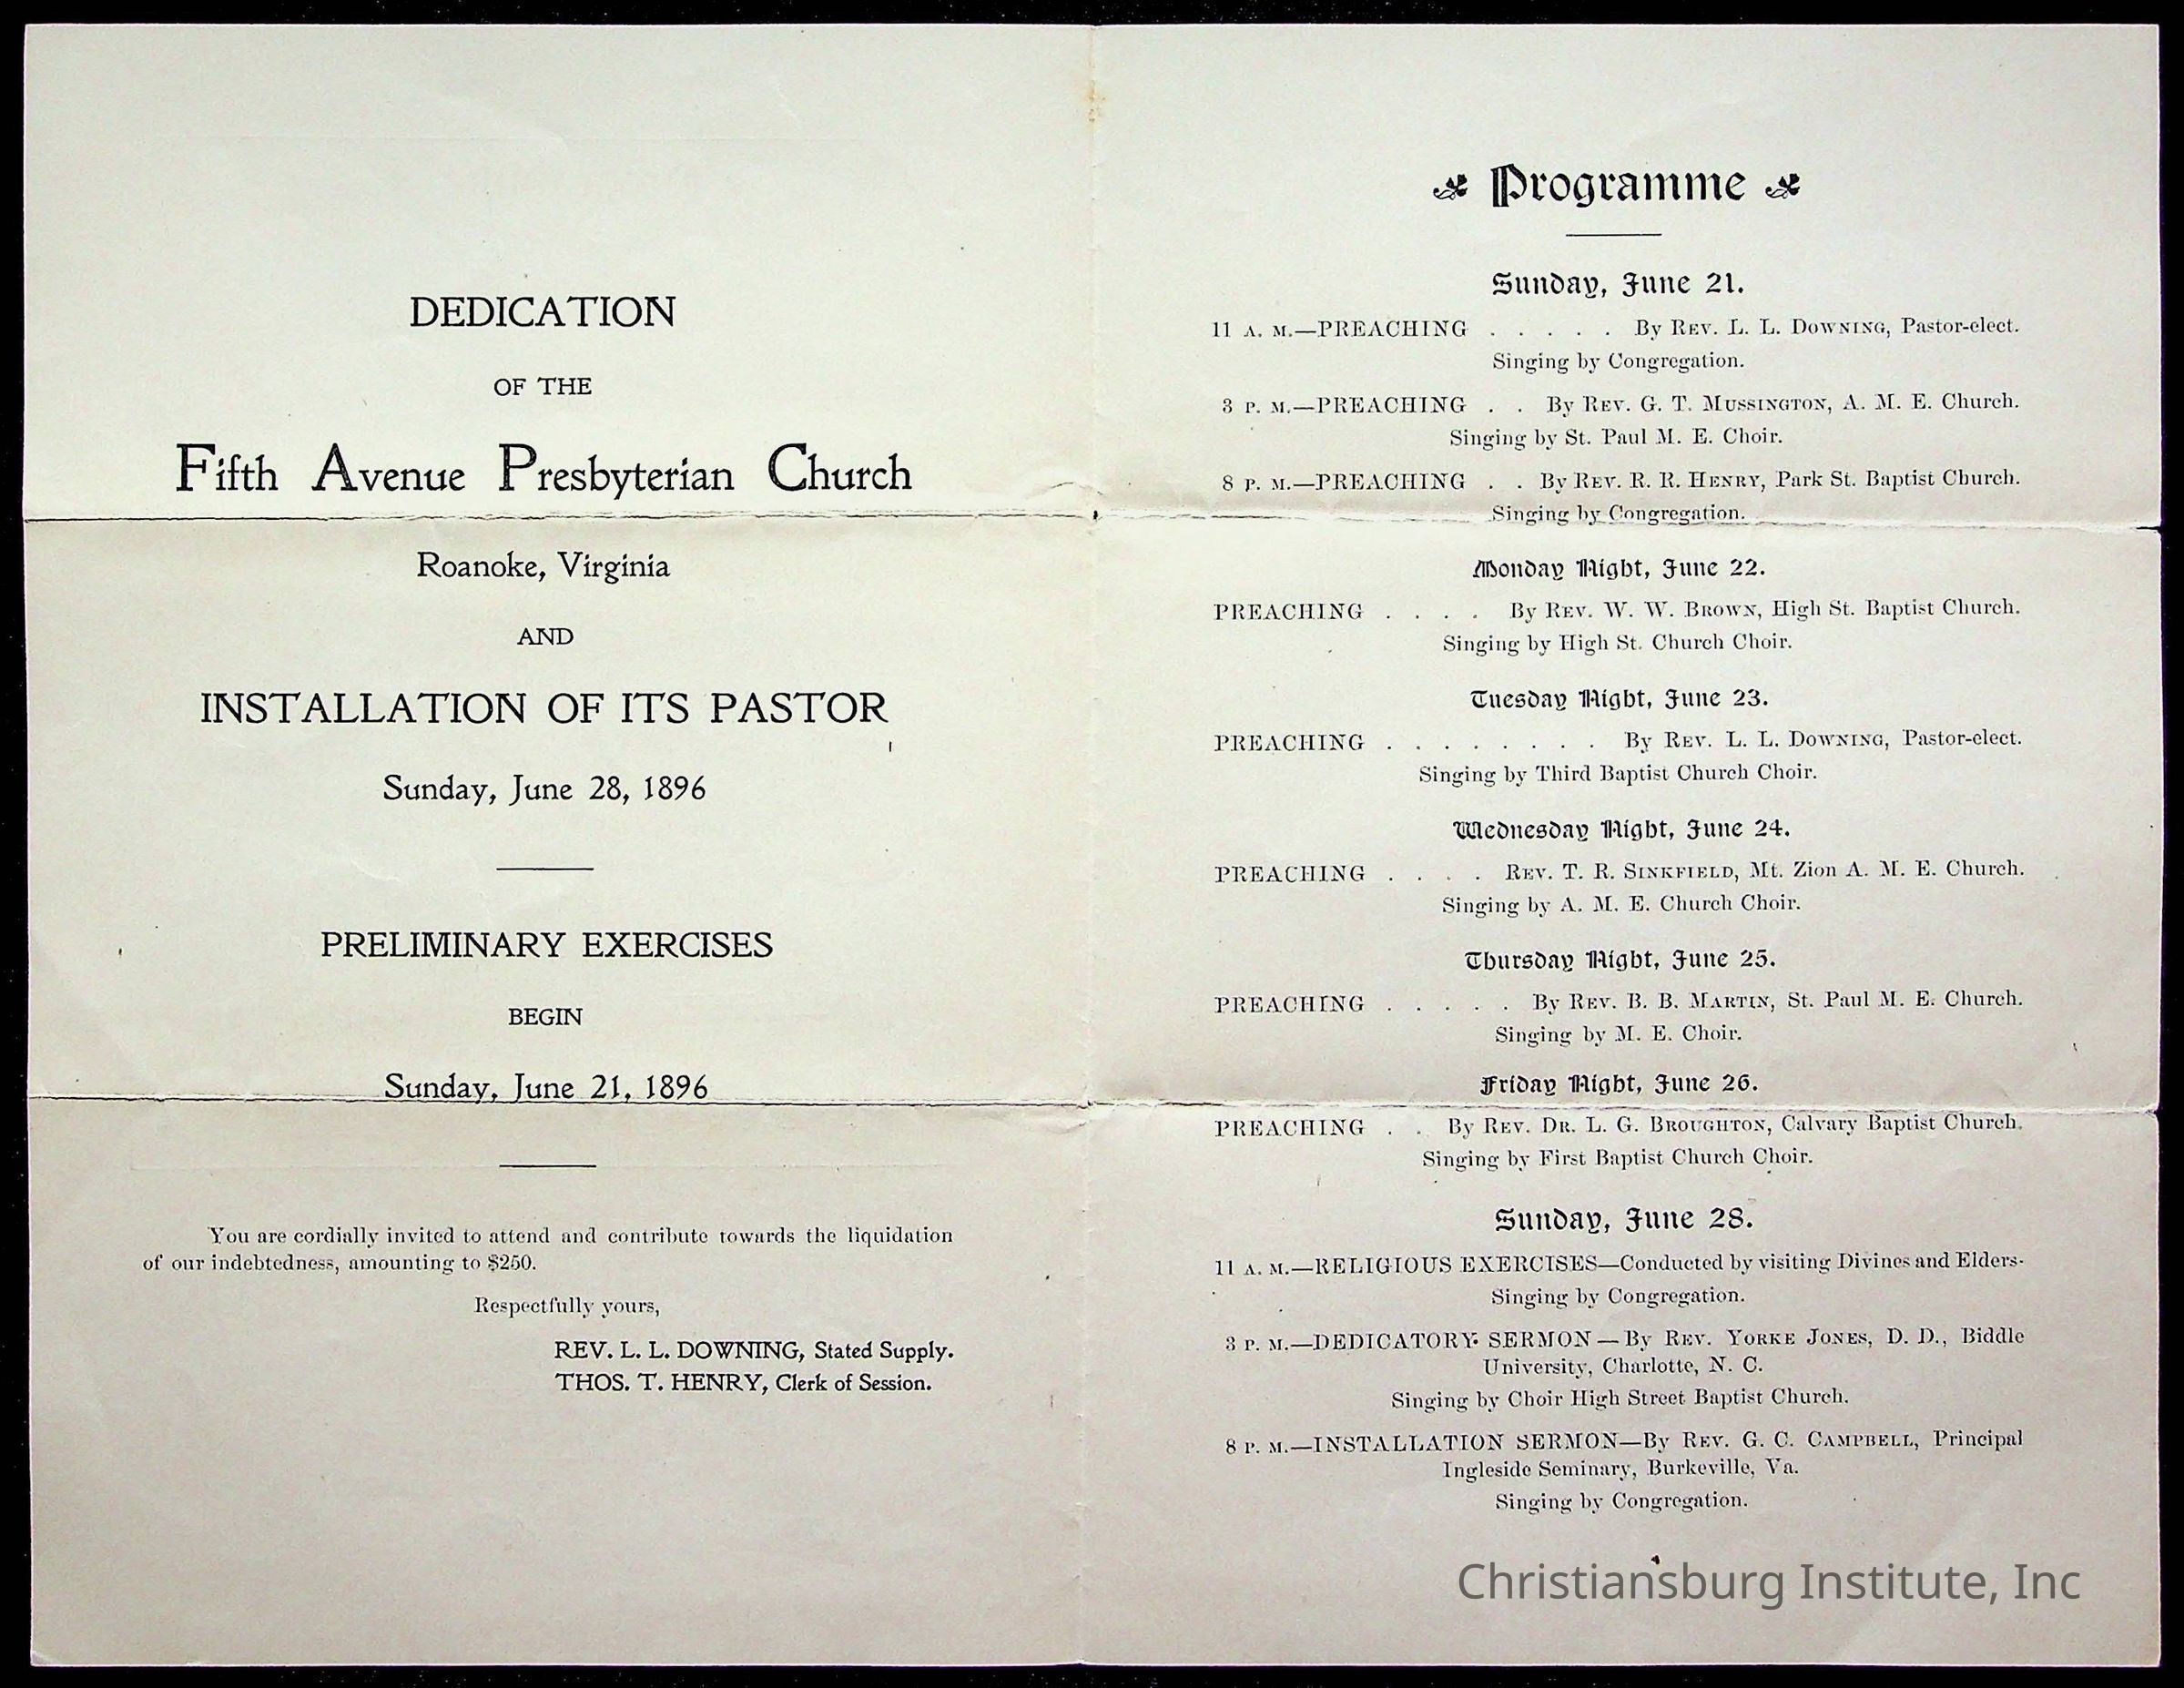 DEDICATION
OF THE
Fifth Avenue Presbyterian Church
Roanoke, Virginia
AND
INSTALLATION OF ITS PASTOR
Sunday, June 28, 1896
PRELIMINARY EXERCISES
BEGIN
Sunday, June 21, 1896
You are cordially invited to attend and contribute towards the liquidation
of our indebtedness, amounting to $250.
Respectfully yours,
REV. L. L. DOWNING, Stated Supply.
THOS. T. HENRY, Clerk of Session.
Programme
Sunday, June 21.
11 A. M.—PREACHING . . . . . By REV. L. L. DOWNING, Pastor-elect.
Singing by Congregation.
3 P. M.—PREACHING . . By REV. G. T. MUSSINGTON, A. M. E. Church.
Singing by St. Paul M. E. Choir.
8 P. M.—PREACHING . . By REV. R. R. HENRY, Park St. Baptist Church.
Singing by Congregation.
Monday Night, June 22.
PREACHING . . . . By REV. W. W. BROWN, High St. Baptist Church.
Singing by High St. Church Choir.
Tuesday Night, June 23.
PREACHING . . . . . . . . By REV. L. L. DOWNING, Pastor-elect.
Singing by Third Baptist Church Choir.
Wednesday Night, June 24.
PREACHING . . . . REV. T. R. SINKFIELD, Mt. Zion A. M. E. Church.
Singing by A. M. E. Church Choir.
Thursday Night, June 25.
PREACHING . . . . . By REV. B. B. MARTIN, St. Paul M. E. Church.
Singing by M. E. Choir.
Friday Night, June 26.
PREACHING . . By REV. DR. L. G. BROUGHTON, Calvary Baptist Church.
Singing by First Baptist Church Choir.
Sunday, June 28.
11 A. M.—RELIGIOUS EXERCISES—Conducted by visiting Divines and Elders.
Singing by Congregation.
3 P. M.—DEDICATORY SERMON—By REV. YORKE JONES, D. D., Biddle
University, Charlotte, N. C.
Singing by Choir High Street Baptist Church.
8 P. M.—INSTALLATION SERMON—By REV. G. C. CAMPBELL, Principal
Ingleside Seminary, Burkeville, Va.
Singing by Congregation.
Christiansburg Institute, Inc